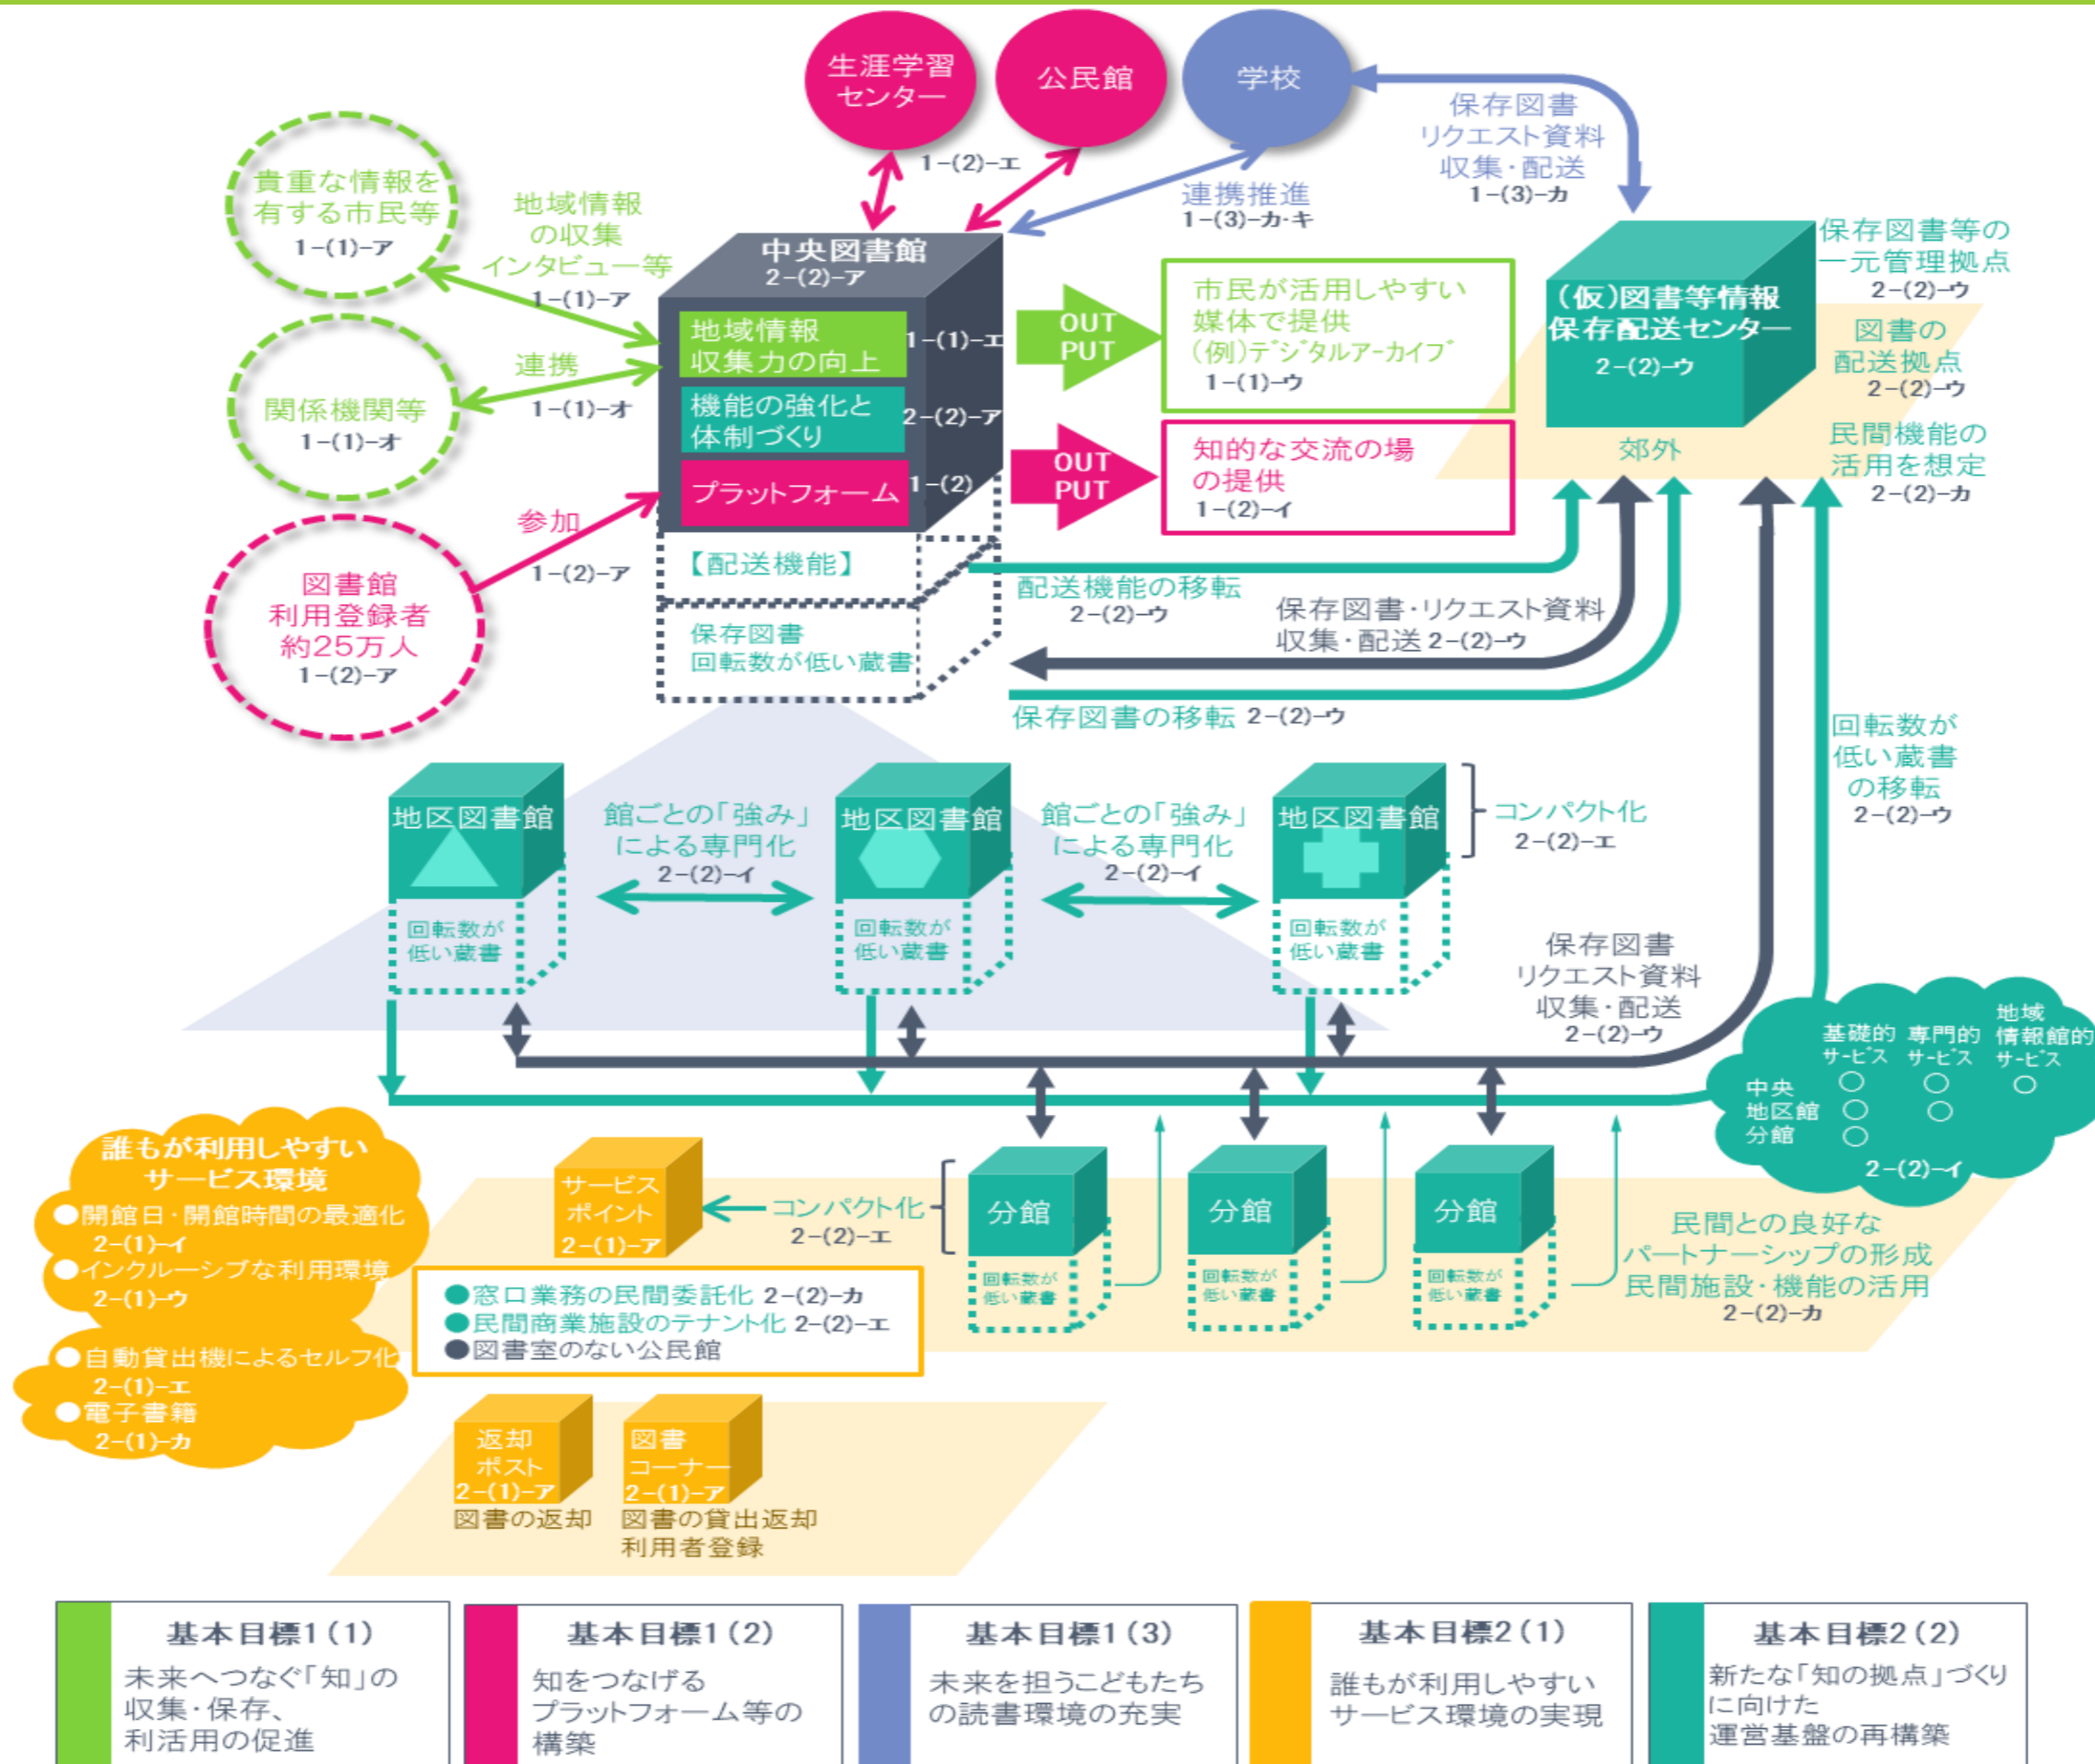 生涯学習
センター
公民館
学校
1-(2)-エ
連携推進
1-(3)-カ・キ
保存図書
リクエスト資料
収集・配送
1-(3)-カ
貴重な情報を
有する市民等
1-(1)-ア
地域情報
の収集
インタビュー等
1-(1)-ア
関係機関等
1-(1)-オ
連携
1-(1)-オ
図書館
利用登録者
約25万人
1-(2)-ア
参加
1-(2)-ア
中央図書館
2-(2)-ア
地域情報
収集力の向上
1-(1)-エ
機能の強化と
体制づくり
2-(2)-ア
プラットフォーム
1-(2)
【配送機能】
保存図書
回転数が低い蔵書
OUT
PUT
市民が活用しやすい
媒体で提供
(例)デジタルアーカイブ
1-(1)-ウ
OUT
PUT
知的な交流の場
の提供
1-(2)-イ
(仮)図書等情報
保存配送センター
2-(2)-ウ
郊外
保存図書等の
一元管理拠点
2-(2)-ウ
図書の
配送拠点
2-(2)-ウ
民間機能の
活用を想定
2-(2)-カ
配送機能の移転
2-(2)-ウ
保存図書・リクエスト資料
収集・配送 2-(2)-ウ
保存図書の移転 2-(2)-ウ
回転数が
低い蔵書
の移転
2-(2)-ウ
地区図書館
回転数が
低い蔵書
館ごとの「強み」
による専門化
2-(2)-イ
地区図書館
回転数が
低い蔵書
館ごとの「強み」
による専門化
2-(2)-イ
地区図書館
回転数が
低い蔵書
コンパクト化
2-(2)-エ
保存図書
リクエスト資料
収集・配送
2-(2)-ウ
基礎的
サービス
専門的
サービス
地域
情報館的
サービス
中央 ○ ○ ○
地区館 ○ ○
分館 ○
2-(2)-イ
誰もが利用しやすい
サービス環境
●開館日・開館時間の最適化
2-(1)-イ
●インクルーシブな利用環境
2-(1)-ウ
●自動貸出機によるセルフ化
2-(1)-エ
●電子書籍
2-(1)-カ
サービス
ポイント
2-(1)-ア
コンパクト化
2-(2)-エ
分館
回転数が
低い蔵書
分館
回転数が
低い蔵書
分館
回転数が
低い蔵書
民間との良好な
パートナーシップの形成
民間施設・機能の活用
2-(2)-カ
●窓口業務の民間委託化 2-(2)-カ
●民間商業施設のテナント化 2-(2)-エ
●図書室のない公民館
返却
ポスト
2-(1)-ア
図書の返却
図書
コーナー
2-(1)-ア
図書の貸出返却
利用者登録
基本目標1(1)
未来へつなぐ「知」の
収集・保存、
利活用の促進
基本目標1(2)
知をつなげる
プラットフォーム等の
構築
基本目標1(3)
未来を担うこどもたち
の読書環境の充実
基本目標2(1)
誰もが利用しやすい
サービス環境の実現
基本目標2(2)
新たな「知の拠点」づくり
に向けた
運営基盤の再構築